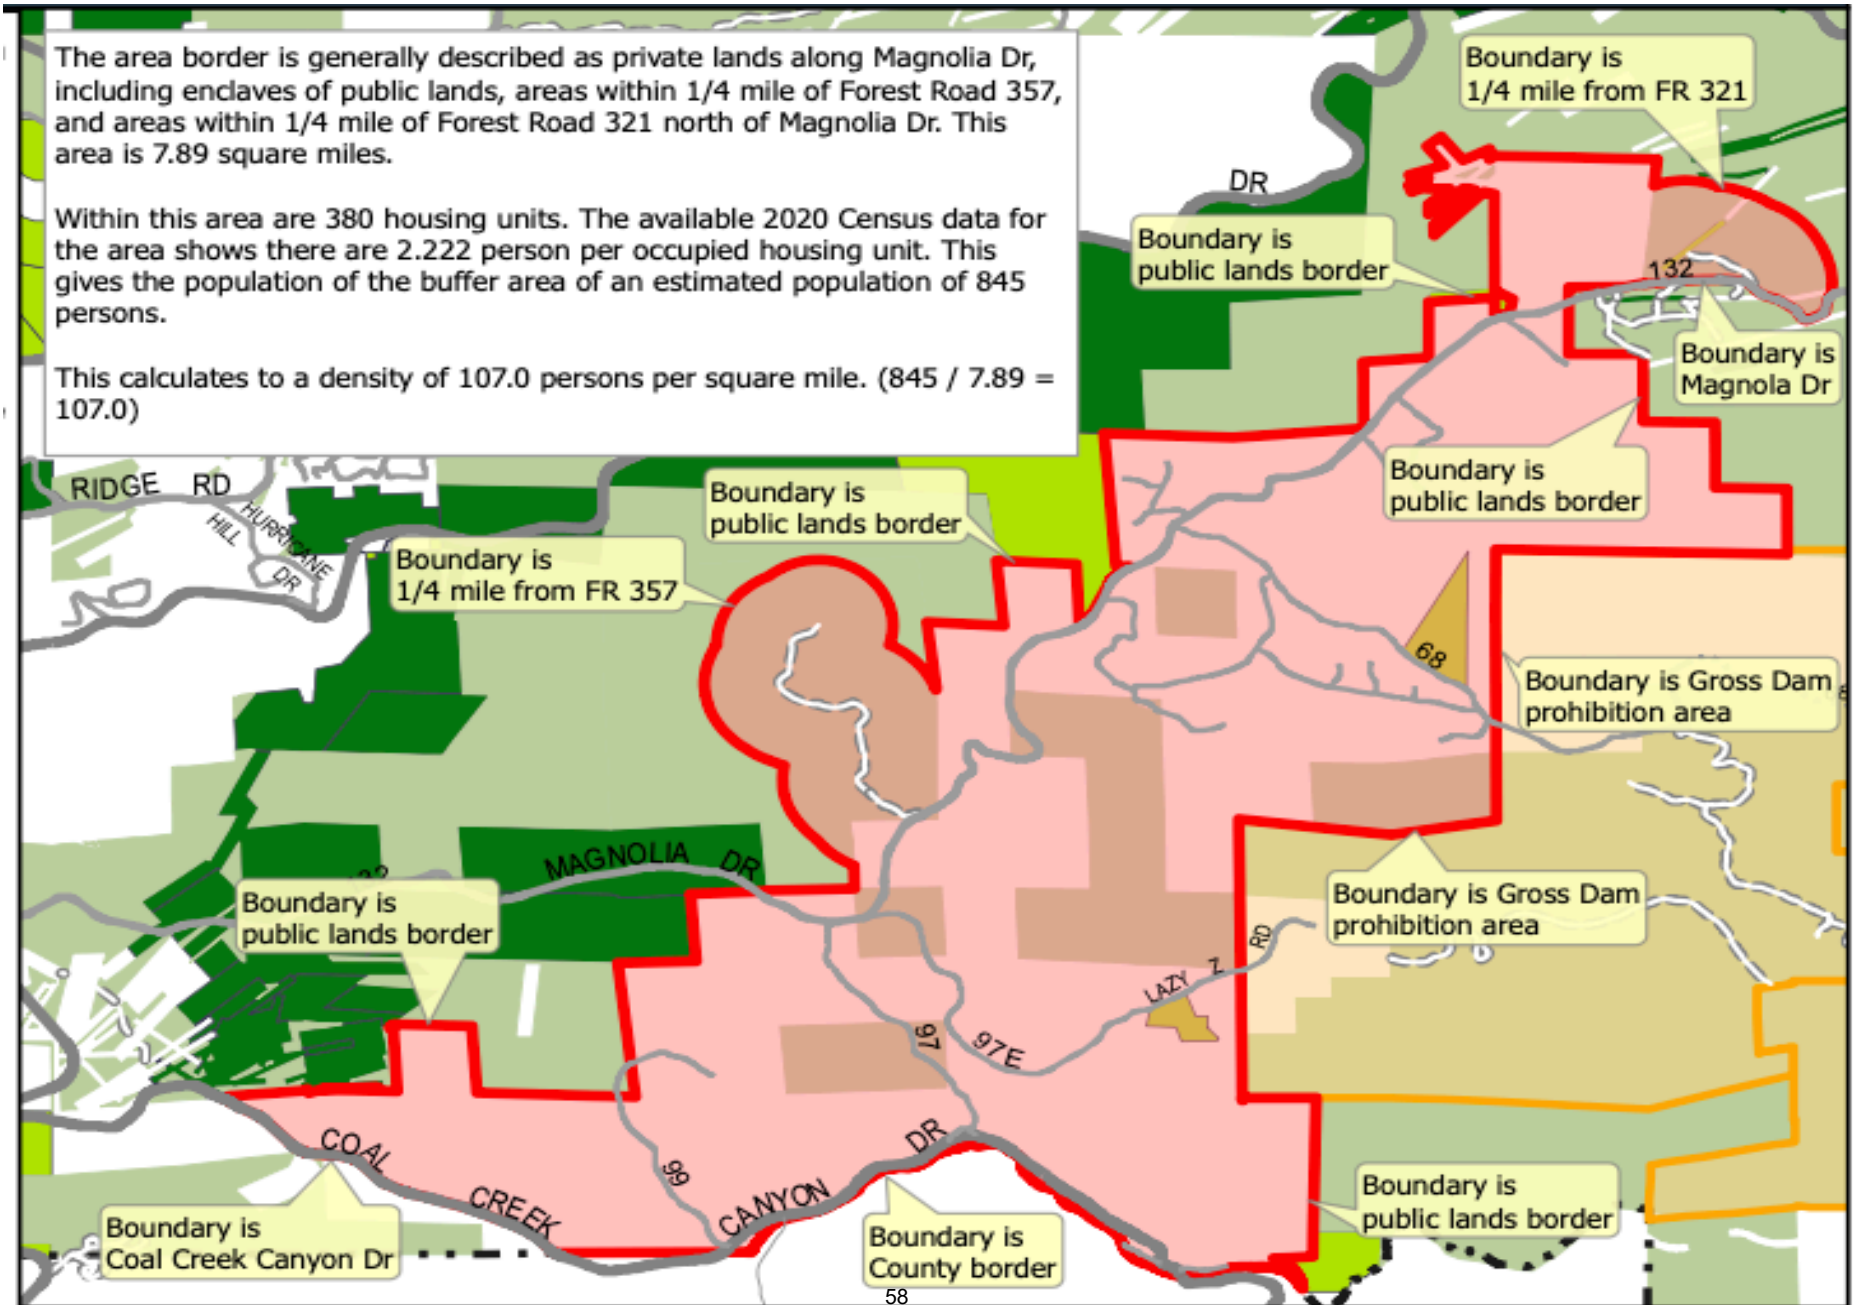 The area border is generally described as private lands along Magnolia Dr,
including enclaves of public lands, areas within 1/4 mile of Forest Road 357,
and areas within 1/4 mile of Forest Road 321 north of Magnolia Dr. This
area is 7.89 square miles.
Within this area are 380 housing units. The available 2020 Census data for
the area shows there are 2.222 person per occupied housing unit. This
gives the population of the buffer area of an estimated population of 845
persons.
This calculates to a density of 107.0 persons per square mile. (845 / 7.89 =
107.0)
Boundary is
1/4 mile from FR 321
DR
Boundary is
public lands border
132
Boundary is
Magnola Dr
Boundary is
public lands border
RIDGE RD
HURRICANE
HILL
DR
Boundary is
public lands border
Boundary is
1/4 mile from FR 357
68
Boundary is Gross Dam
prohibition area
MAGNOLIA DR
Boundary is
public lands border
Boundary is Gross Dam
prohibition area
LAZY Z RD
97
97E
COAL
CREEK
CANYON
DR
99
Boundary is
Coal Creek Canyon Dr
Boundary is
County border
Boundary is
public lands border
58